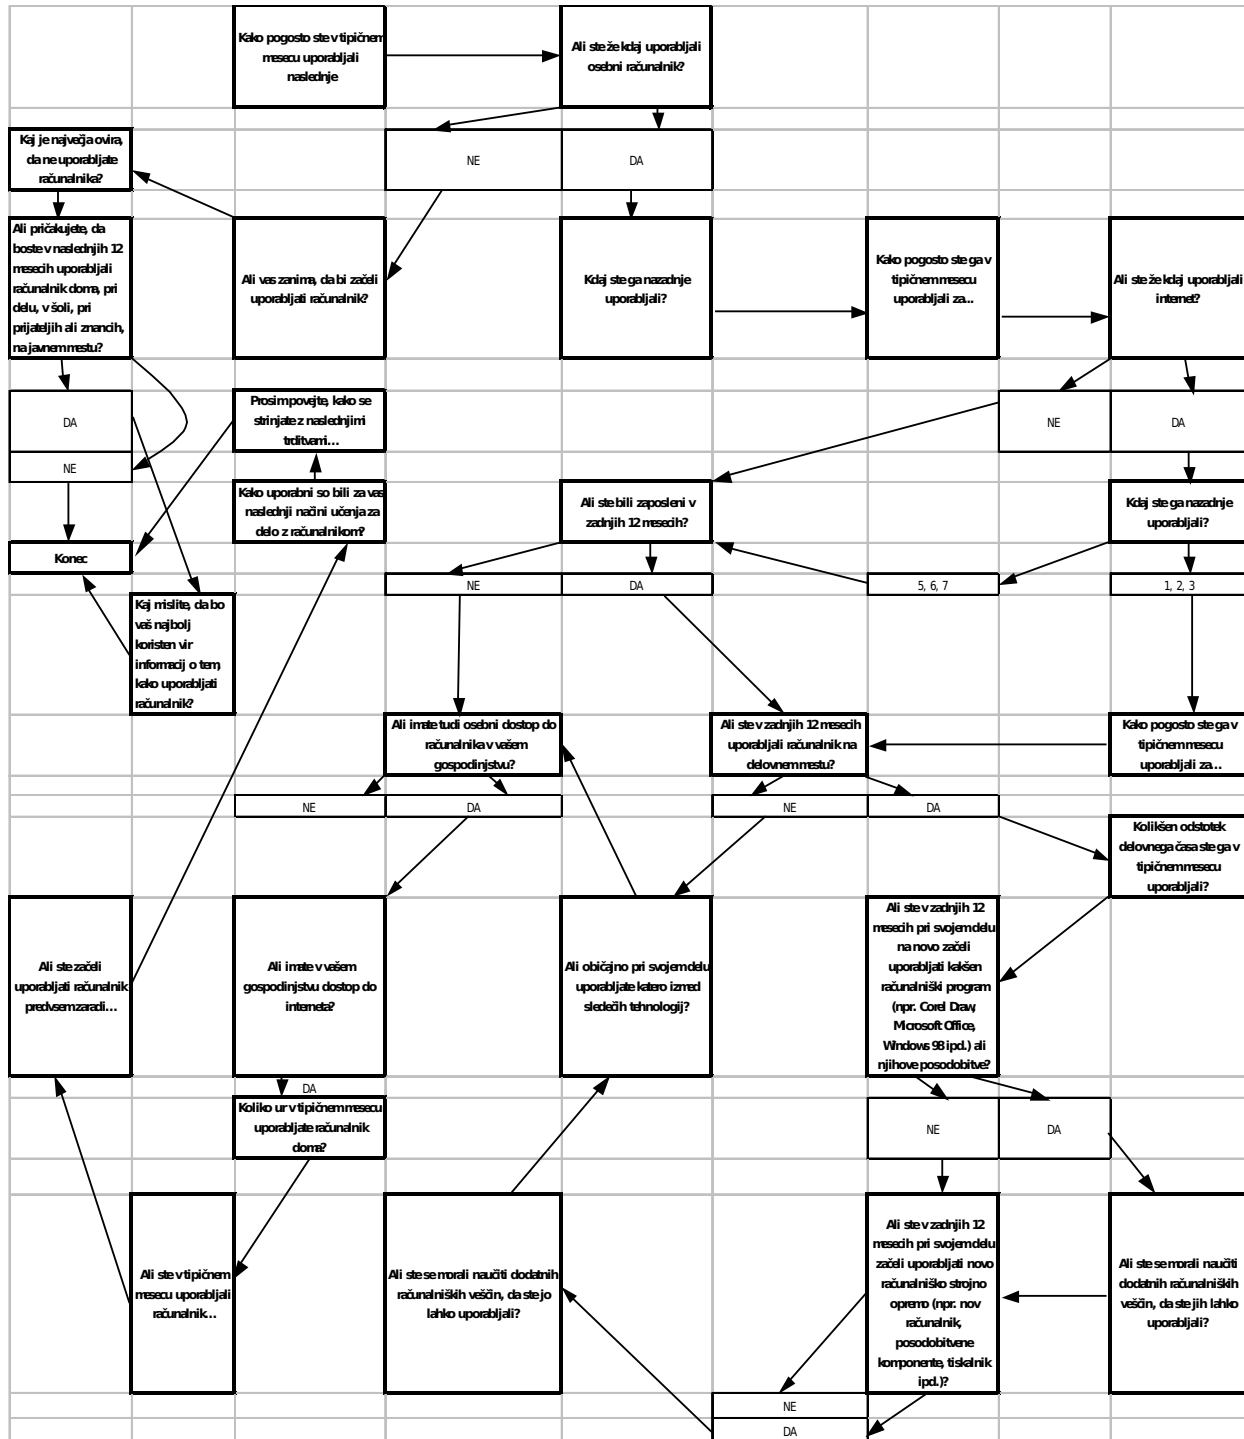 Kako pogosto ste v tipičnem
mesecu uporabljali
naslednje
Ali ste že kdaj uporabljali
osebni računalnik?
Kaj je največja ovira,
da ne uporabljate
računalnika?
NE
DA
Ali pričakujete, da
boste v naslednjih 12
mesecih uporabljali
računalnik doma, pri
delu, v šoli, pri
prijateljih ali znancih,
na javnem mestu?
Ali vas zanima, da bi začeli
uporabljati računalnik?
Kdaj ste ga nazadnje
uporabljali?
Kako pogosto ste ga v
tipičnem mesecu
uporabljali za...
Ali ste že kdaj uporabljali
internet?
DA
NE
Prosim povejte, kako se
strinjate z naslednjimi
trditvami…
NE
DA
Kako uporabni so bili za vas
naslednji načini učenja za
delo z računalnikom?
Ali ste bili zaposleni v
zadnjih 12 mesecih?
Kdaj ste ga nazadnje
uporabljali?
Konec
NE
DA
5, 6, 7
1, 2, 3
Kaj mislite, da bo
vaš najbolj
koristen vir
informacij o tem,
kako uporabljati
računalnik?
Ali imate tudi osebni dostop do
računalnika v vašem
gospodinjstvu?
Ali ste v zadnjih 12 mesecih
uporabljali računalnik na
delovnem mestu?
Kako pogosto ste ga v
tipičnem mesecu
uporabljali za…
NE
DA
NE
DA
Kolikšen odstotek
delovnega časa ste ga v
tipičnem mesecu
uporabljali?
Ali ste začeli
uporabljati računalnik
predvsem zaradi…
Ali imate v vašem
gospodinjstvu dostop do
interneta?
Ali običajno pri svojem delu
uporabljate katero izmed
sledečih tehnologij?
Ali ste v zadnjih 12
mesecih pri svojem delu
na novo začeli
uporabljati kakšen
računalniški program
(npr. Corel Draw,
Microsoft Office,
Windows 98 ipd.) ali
njihove posodobitve?
DA
Koliko ur v tipičnem mesecu
uporabljate računalnik
doma?
NE
DA
Ali ste v tipičnem
mesecu uporabljali
računalnik…
Ali ste se morali naučiti dodatnih
računalniških veščin, da ste jo
lahko uporabljali?
Ali ste v zadnjih 12
mesecih pri svojem delu
začeli uporabljati novo
računalniško strojno
opremo (npr. nov
računalnik,
posodobitvene
komponente, tiskalnik
ipd.)?
Ali ste se morali naučiti
dodatnih računalniških
veščin, da ste jih lahko
uporabljali?
NE
DA